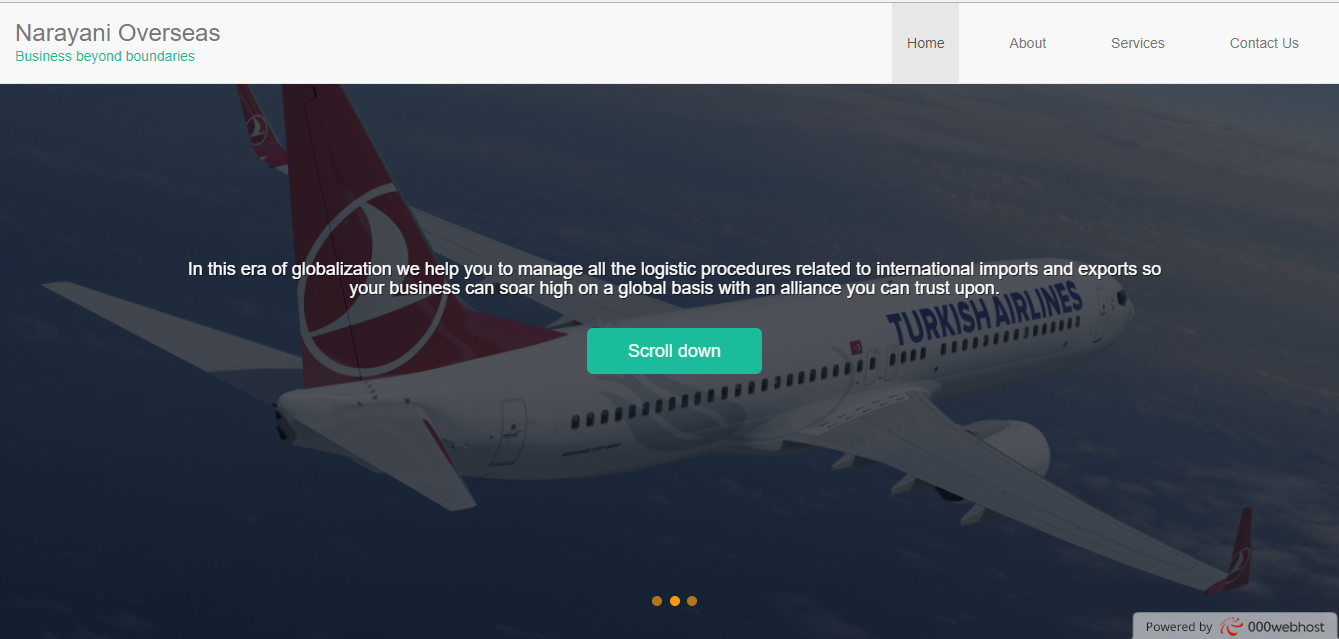 Narayani Overseas
Business beyond boundaries
Home
About
Services
Contact Us
In this era of globalization we help you to manage all the logistic procedures related to international imports and exports so
your business can soar high on a global basis with an alliance you can trust upon.
TURKISH AIRLINES
Scroll down
Powered by 000webhost